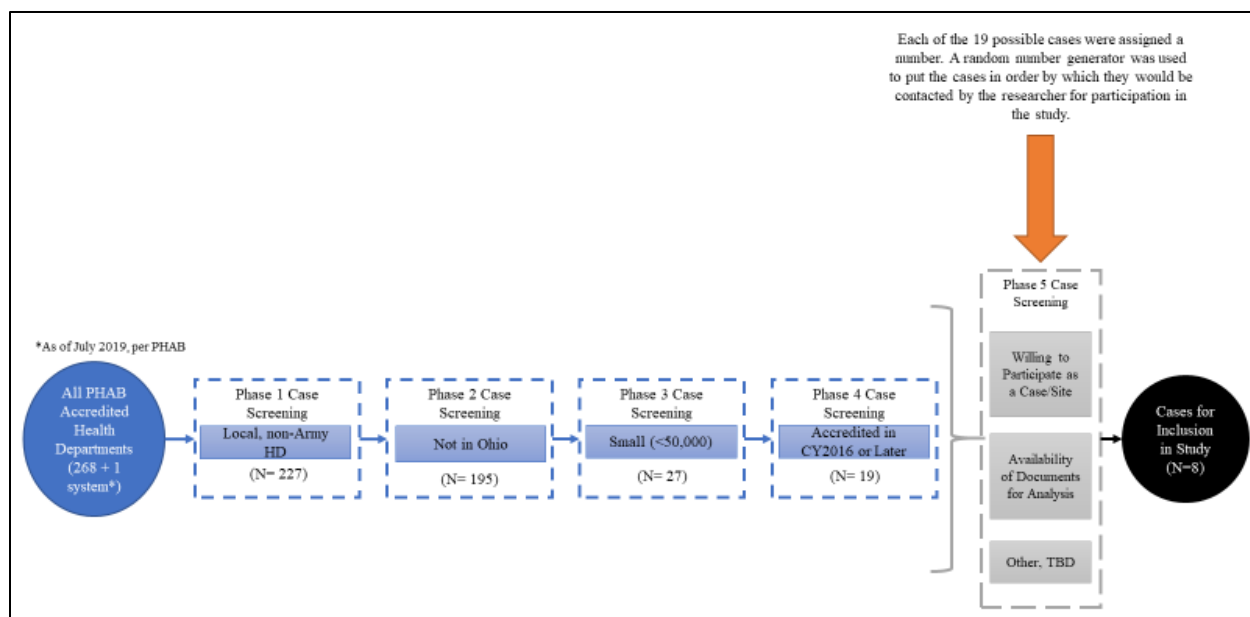 Each of the 19 possible cases were assigned a
number. A random number generator was used
to put the cases in order by which they would be
contacted by the researcher for participation in
the study.
*As of July 2019, per PHAB
All PHAB
Accredited
Health
Departments
(268 + 1
system*)
Phase 1 Case
Screening
Local, non-Army
HD
(N= 227)
Phase 2 Case
Screening
Not in Ohio
(N= 195)
Phase 3 Case
Screening
Small (<50,000)
(N= 27)
Phase 4 Case
Screening
Accredited in
CY2016 or Later
(N= 19)
Phase 5 Case
Screening
Willing to
Participate as
a Case/Site
Availability
of Documents
for Analysis
Other, TBD
Cases for
Inclusion
in Study
(N=8)